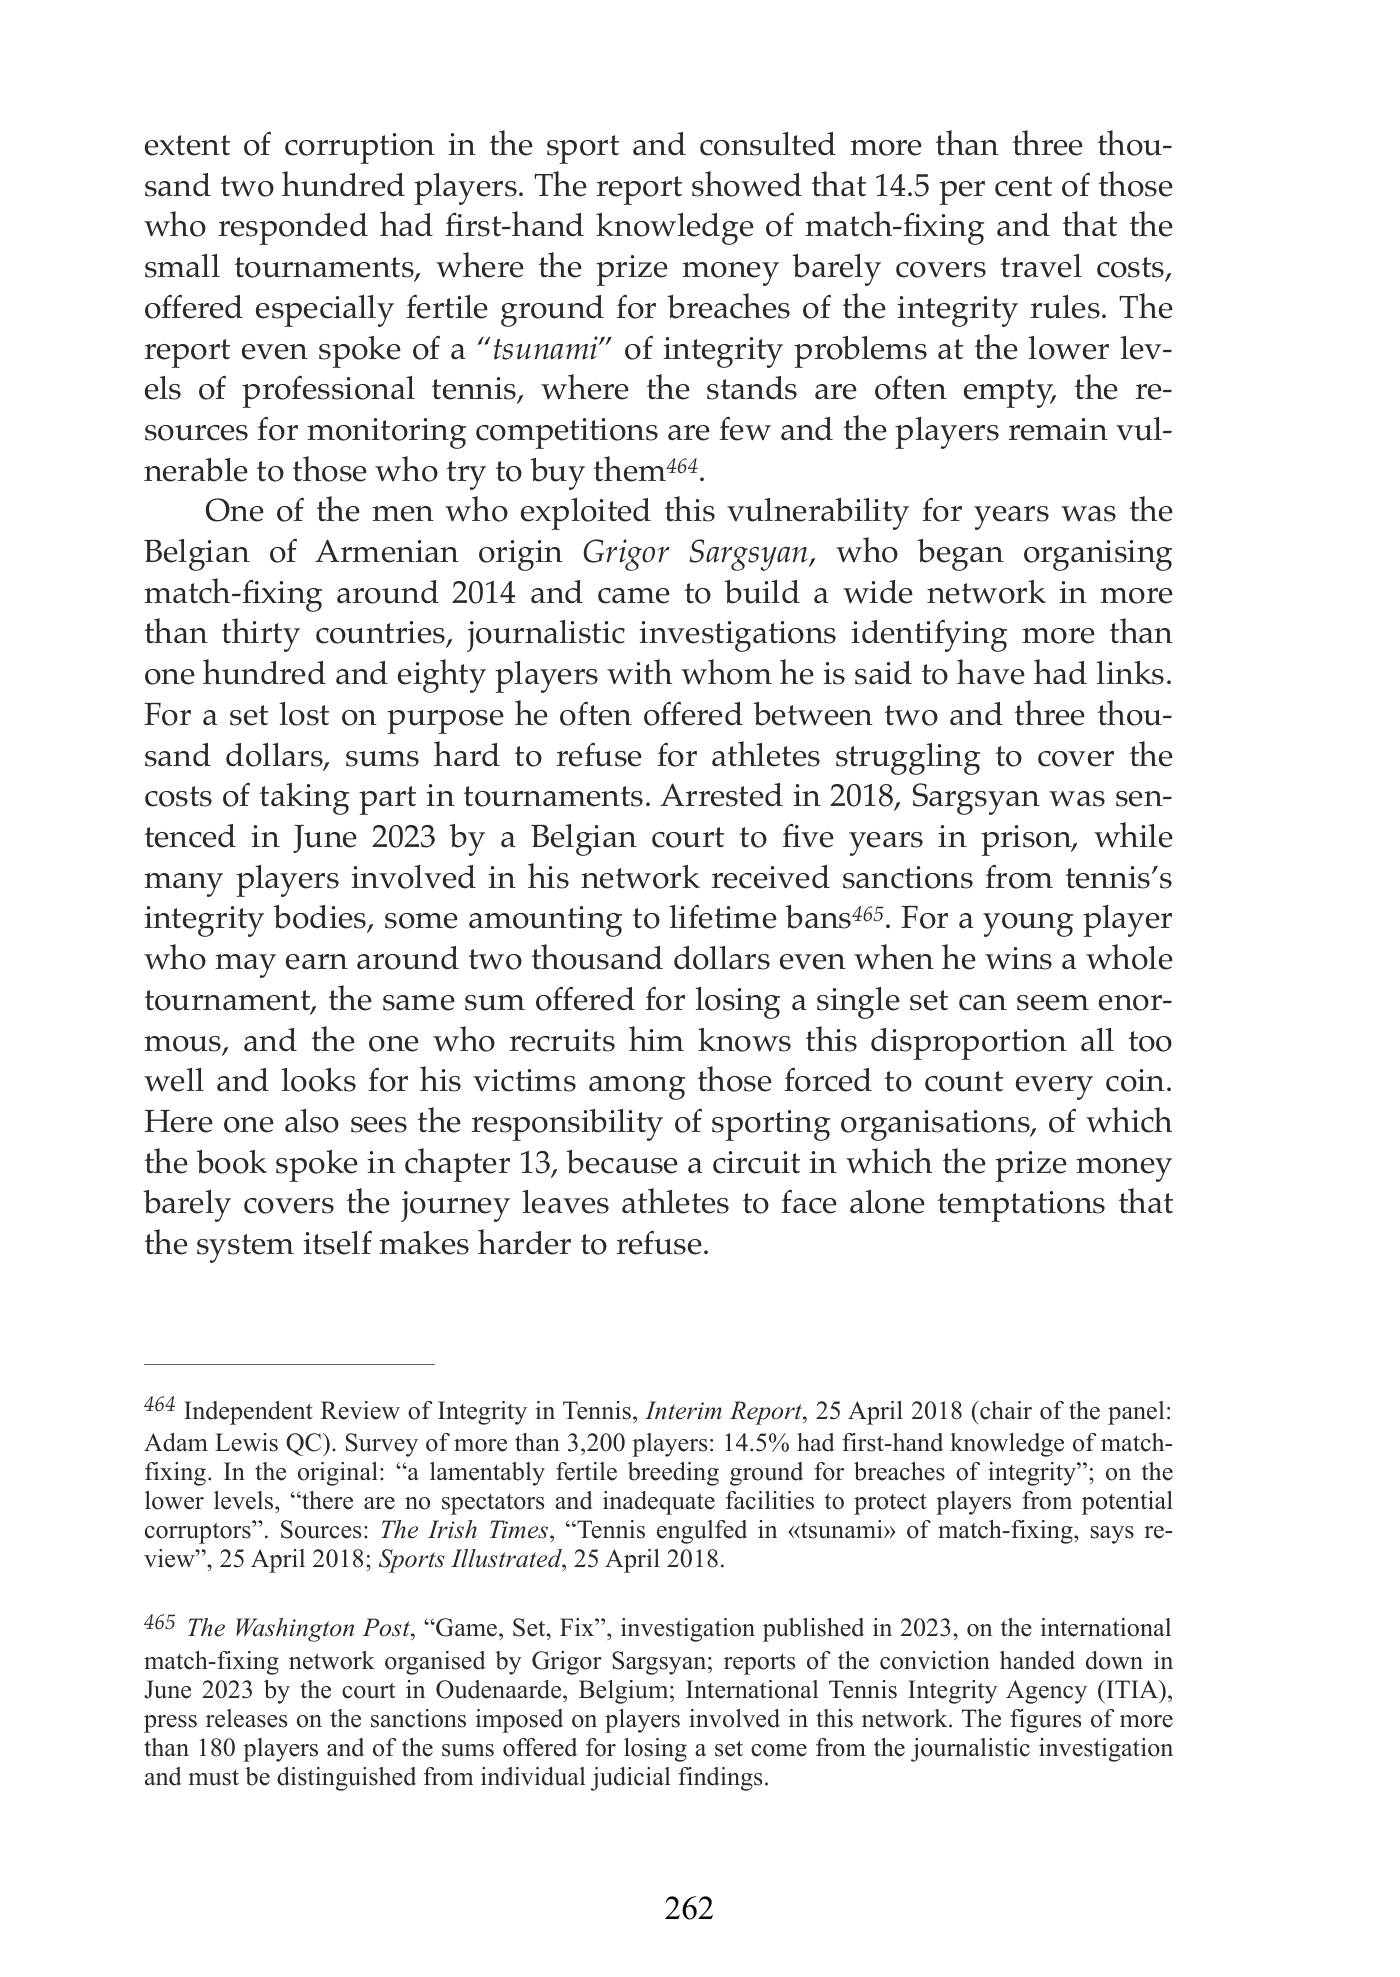 extent of corruption in the sport and consulted more than three thou-
sand two hundred players. The report showed that 14.5 per cent of those
who responded had first-hand knowledge of match-fixing and that the
small tournaments, where the prize money barely covers travel costs,
offered especially fertile ground for breaches of the integrity rules. The
report even spoke of a “tsunami” of integrity problems at the lower lev-
els of professional tennis, where the stands are often empty, the re-
sources for monitoring competitions are few and the players remain vul-
nerable to those who try to buy them464.
One of the men who exploited this vulnerability for years was the
Belgian of Armenian origin Grigor Sargsyan, who began organising
match-fixing around 2014 and came to build a wide network in more
than thirty countries, journalistic investigations identifying more than
one hundred and eighty players with whom he is said to have had links.
For a set lost on purpose he often offered between two and three thou-
sand dollars, sums hard to refuse for athletes struggling to cover the
costs of taking part in tournaments. Arrested in 2018, Sargsyan was sen-
tenced in June 2023 by a Belgian court to five years in prison, while
many players involved in his network received sanctions from tennis’s
integrity bodies, some amounting to lifetime bans465. For a young player
who may earn around two thousand dollars even when he wins a whole
tournament, the same sum offered for losing a single set can seem enor-
mous, and the one who recruits him knows this disproportion all too
well and looks for his victims among those forced to count every coin.
Here one also sees the responsibility of sporting organisations, of which
the book spoke in chapter 13, because a circuit in which the prize money
barely covers the journey leaves athletes to face alone temptations that
the system itself makes harder to refuse.
464 Independent Review of Integrity in Tennis, Interim Report, 25 April 2018 (chair of the panel:
Adam Lewis QC). Survey of more than 3,200 players: 14.5% had first-hand knowledge of match-
fixing. In the original: “a lamentably fertile breeding ground for breaches of integrity”; on the
lower levels, “there are no spectators and inadequate facilities to protect players from potential
corruptors”. Sources: The Irish Times, “Tennis engulfed in «tsunami» of match-fixing, says re-
view”, 25 April 2018; Sports Illustrated, 25 April 2018.
465 The Washington Post, “Game, Set, Fix”, investigation published in 2023, on the international
match-fixing network organised by Grigor Sargsyan; reports of the conviction handed down in
June 2023 by the court in Oudenaarde, Belgium; International Tennis Integrity Agency (ITIA),
press releases on the sanctions imposed on players involved in this network. The figures of more
than 180 players and of the sums offered for losing a set come from the journalistic investigation
and must be distinguished from individual judicial findings.
262